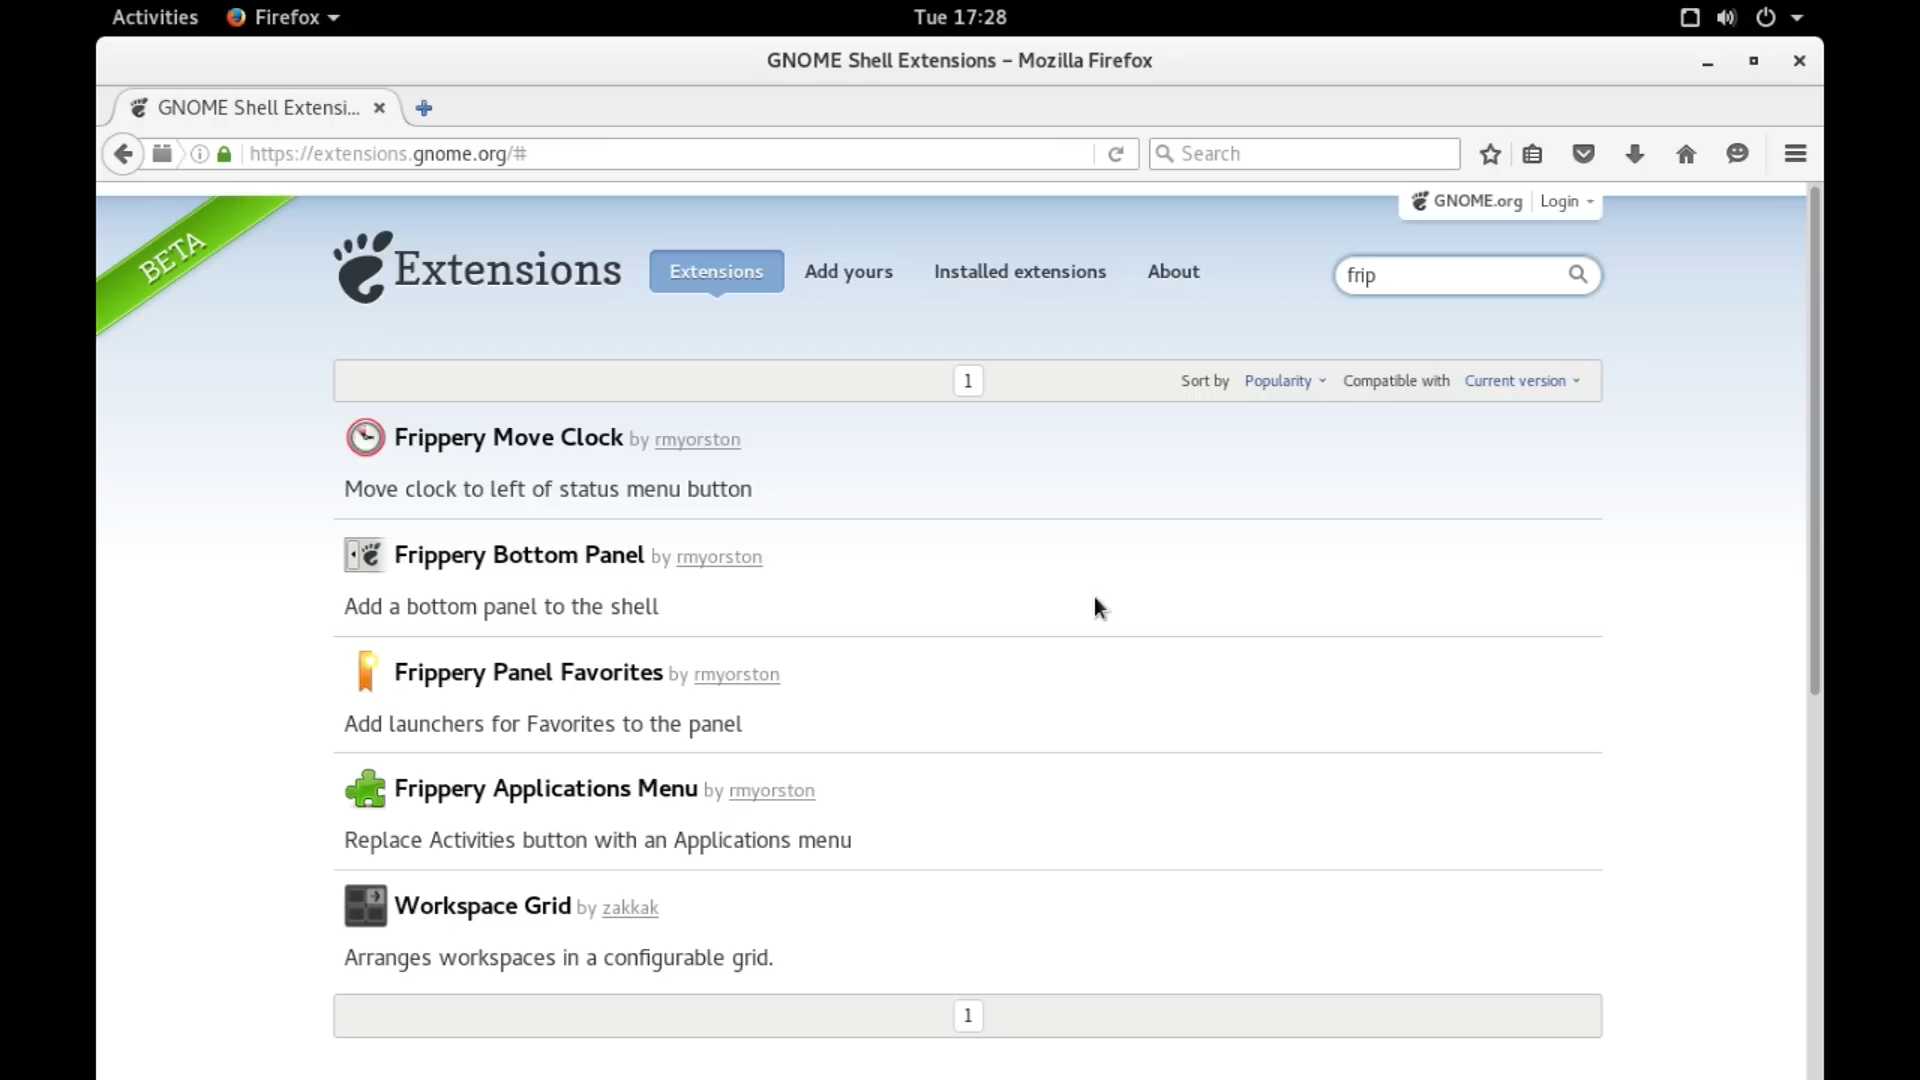 Activities Firefox Tue 17:28
GNOME Shell Extensions – Mozilla Firefox
GNOME Shell Extensi...
https://extensions.gnome.org/# Search
GNOME.org Login
BETA
Extensions Extensions Add yours Installed extensions About frip
1 Sort by Popularity Compatible with Current version
Frippery Move Clock by rmyorston
Move clock to left of status menu button
Frippery Bottom Panel by rmyorston
Add a bottom panel to the shell
Frippery Panel Favorites by rmyorston
Add launchers for Favorites to the panel
Frippery Applications Menu by rmyorston
Replace Activities button with an Applications menu
Workspace Grid by zakkak
Arranges workspaces in a configurable grid.
1